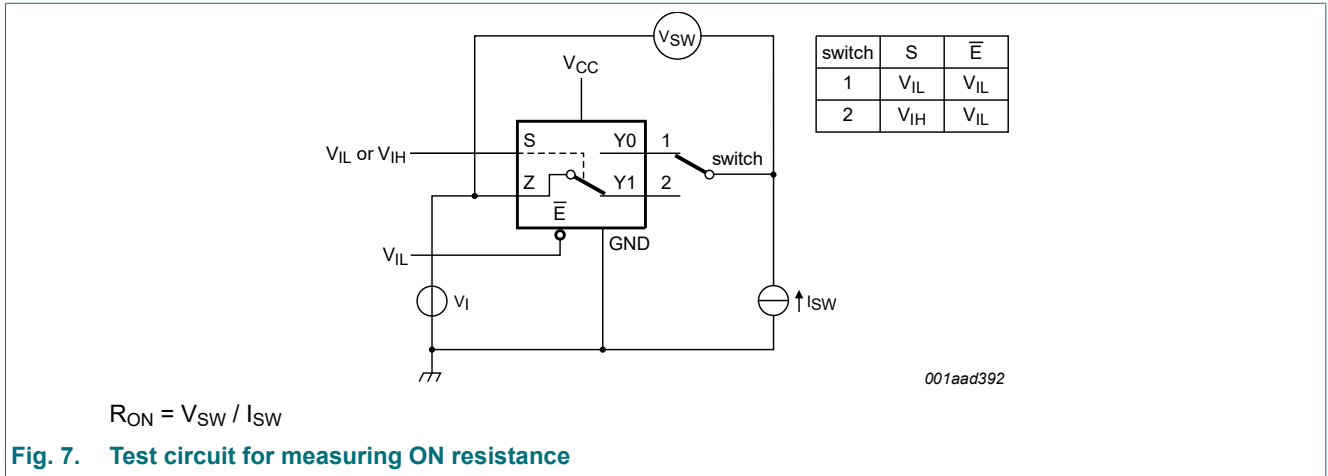 VSW
switch S E̅
1 VIL VIL
2 VIH VIL
VCC
VIL or VIH
S Y0 1
switch
Z Y1 2
E̅
GND
VIL
VI
ISW
001aad392
RON = VSW / ISW
Fig. 7. Test circuit for measuring ON resistance